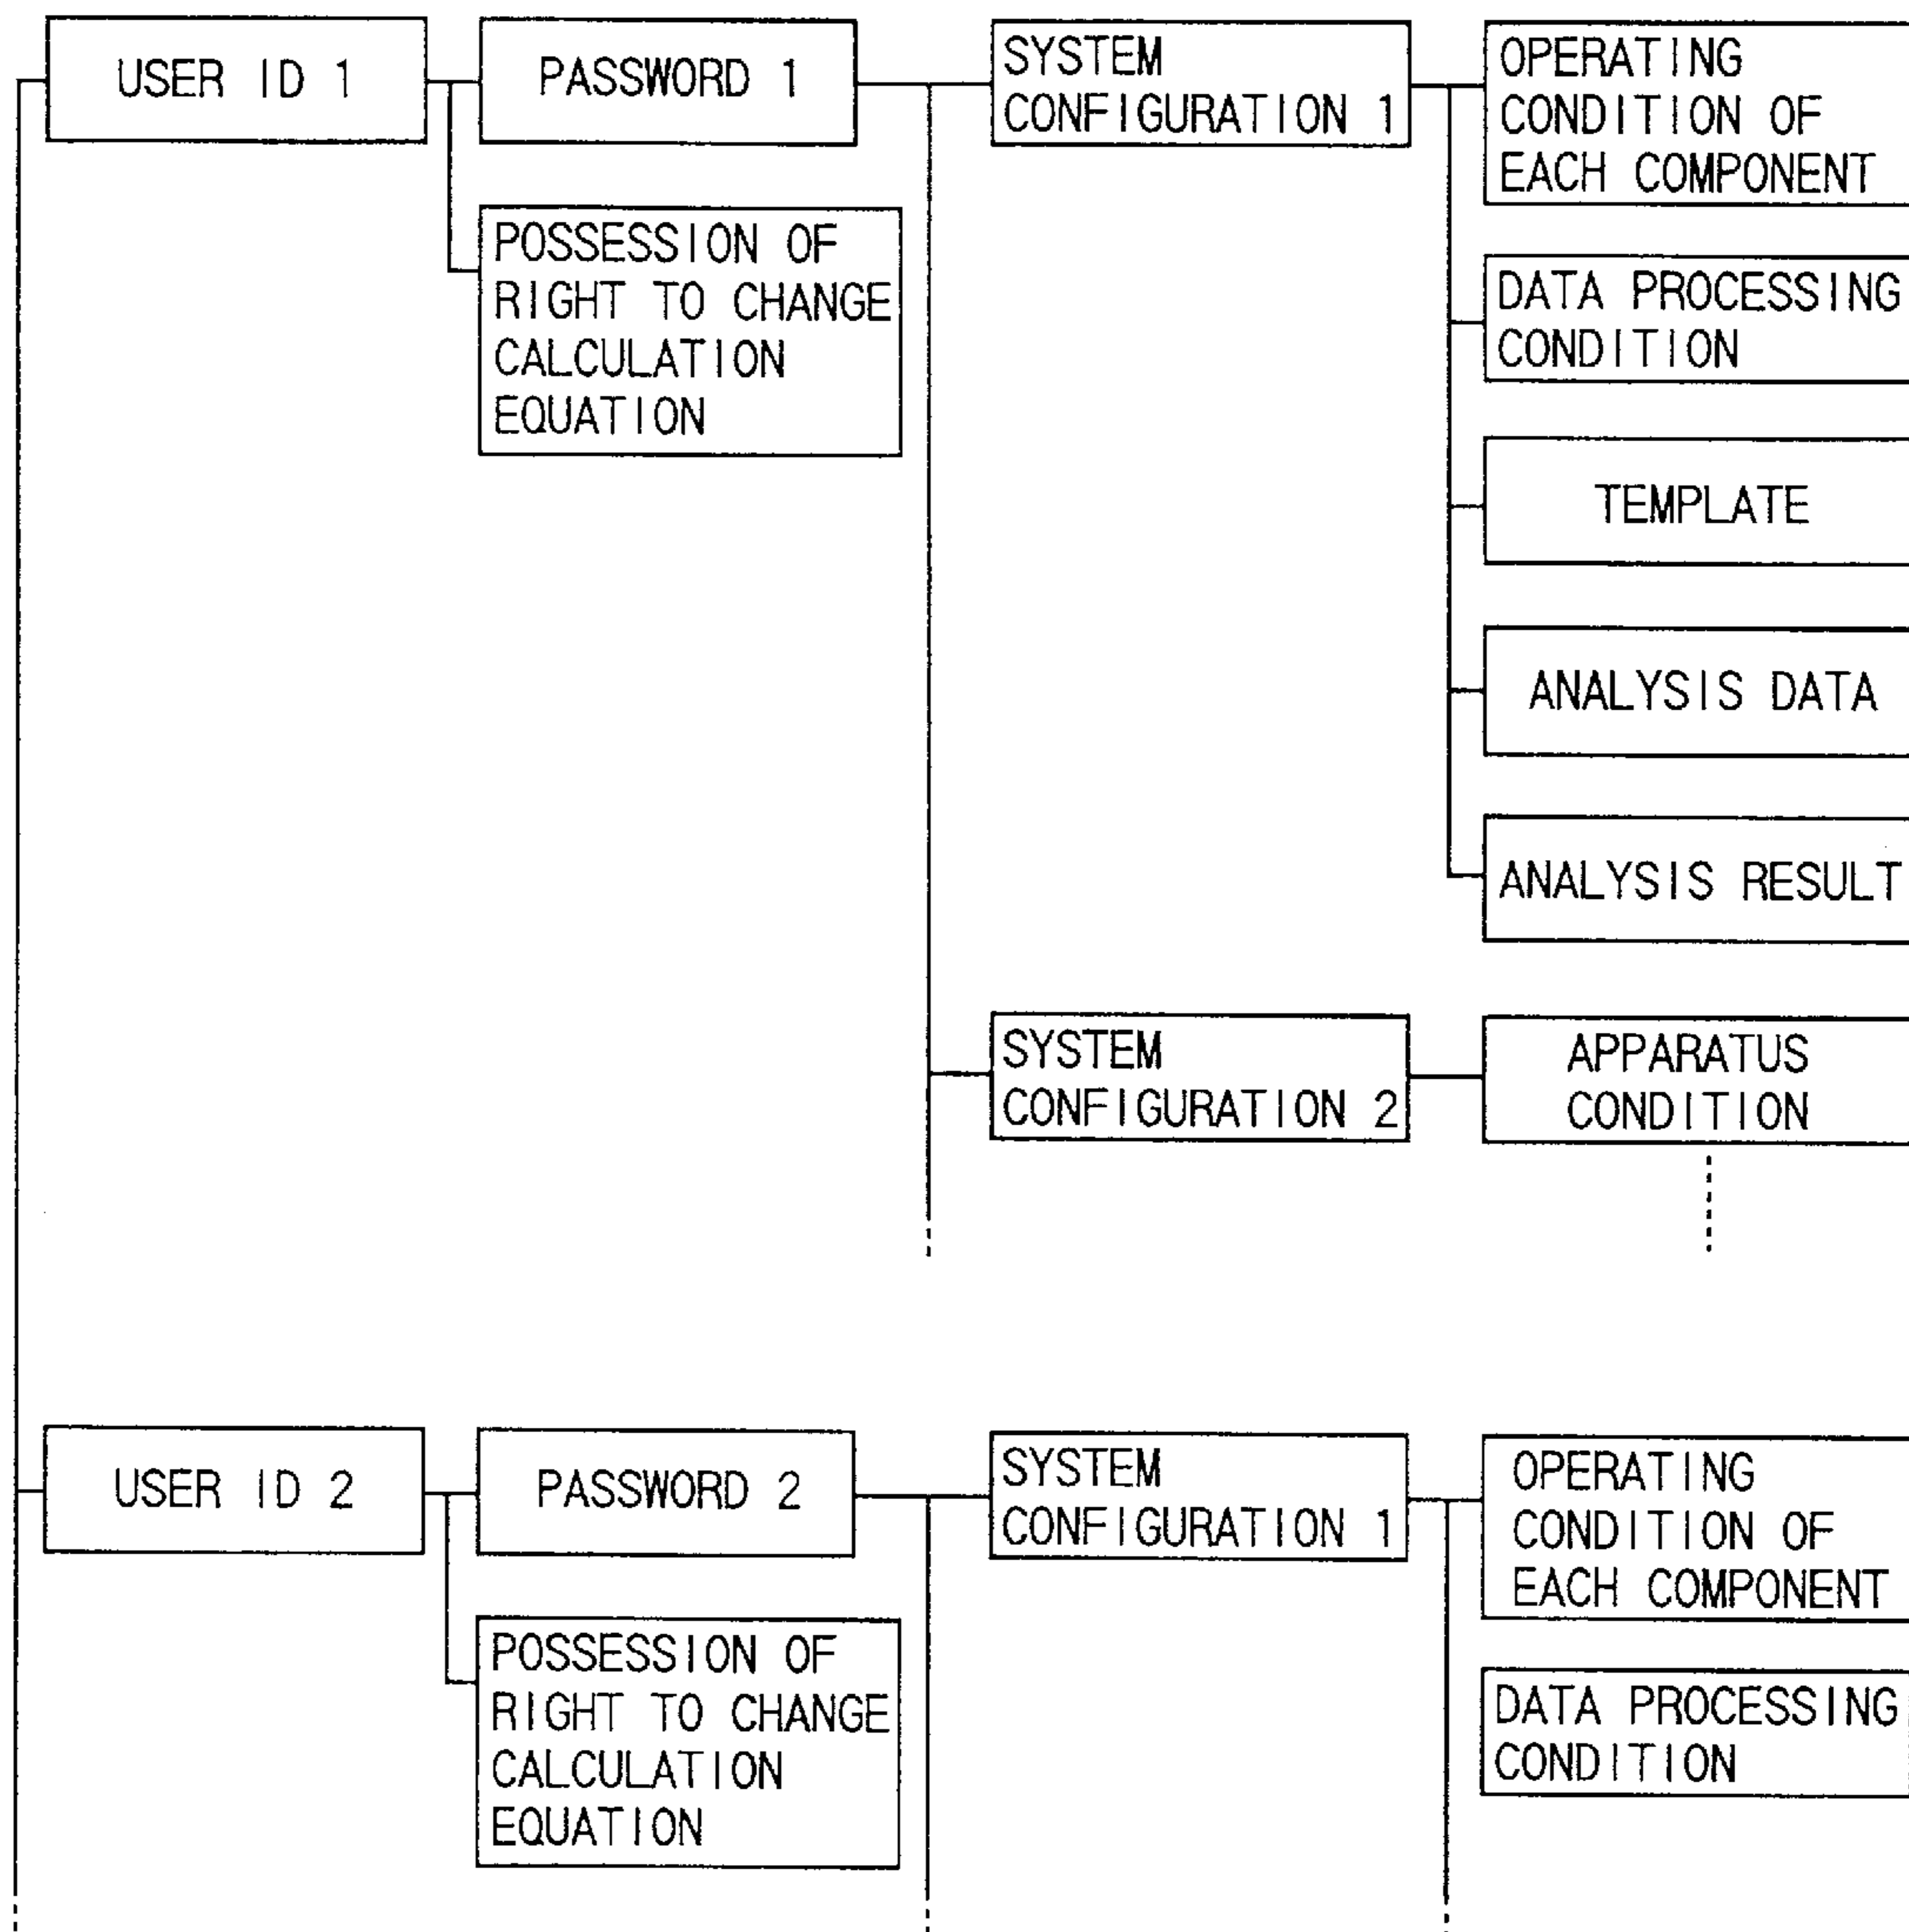 USER ID 1
PASSWORD 1
SYSTEM
CONFIGURATION 1
OPERATING
CONDITION OF
EACH COMPONENT
POSSESSION OF
RIGHT TO CHANGE
CALCULATION
EQUATION
DATA PROCESSING
CONDITION
TEMPLATE
ANALYSIS DATA
ANALYSIS RESULT
SYSTEM
CONFIGURATION 2
APPARATUS
CONDITION
USER ID 2
PASSWORD 2
SYSTEM
CONFIGURATION 1
OPERATING
CONDITION OF
EACH COMPONENT
POSSESSION OF
RIGHT TO CHANGE
CALCULATION
EQUATION
DATA PROCESSING
CONDITION